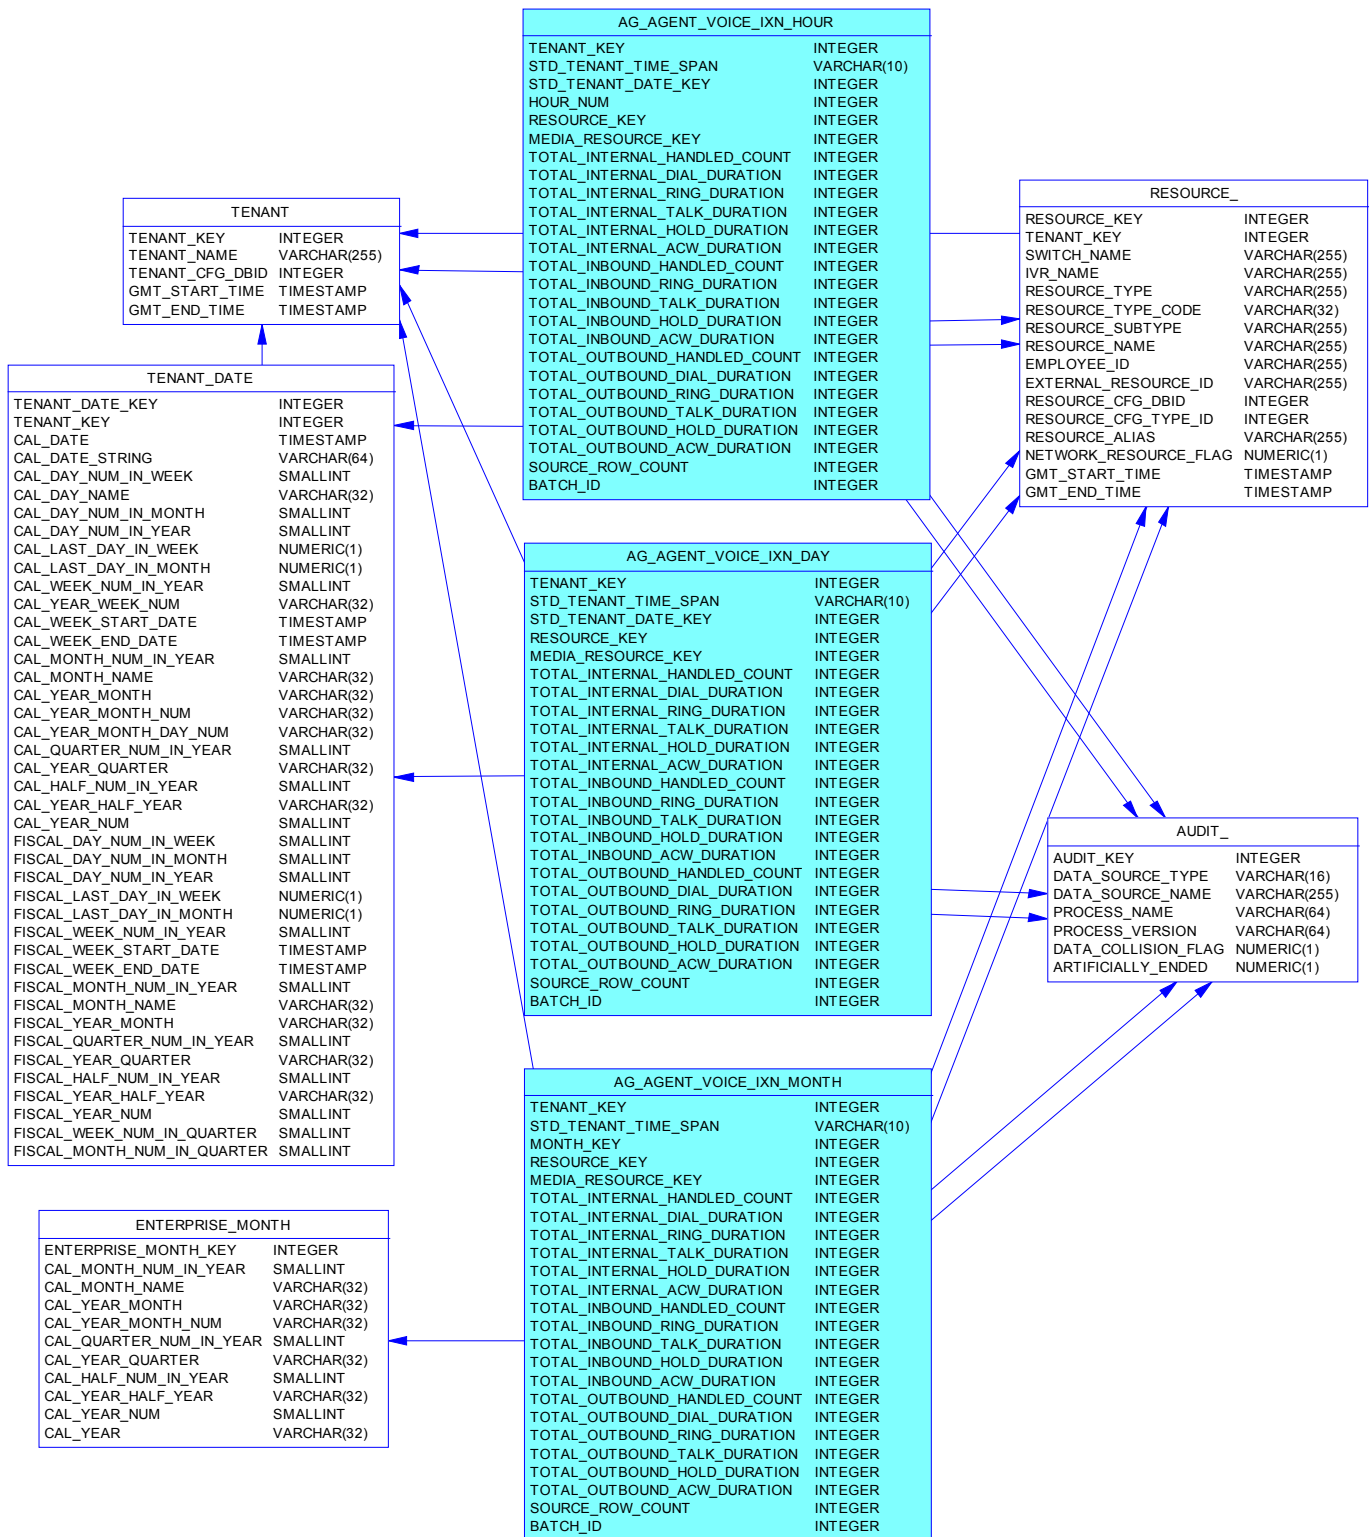 AG_AGENT_VOICE_IXN_HOUR
TENANT_KEY INTEGER
STD_TENANT_TIME_SPAN VARCHAR(10)
STD_TENANT_DATE_KEY INTEGER
HOUR_NUM INTEGER
RESOURCE_KEY INTEGER
MEDIA_RESOURCE_KEY INTEGER
TOTAL_INTERNAL_HANDLED_COUNT INTEGER
TOTAL_INTERNAL_DIAL_DURATION INTEGER
TOTAL_INTERNAL_RING_DURATION INTEGER
TOTAL_INTERNAL_TALK_DURATION INTEGER
TOTAL_INTERNAL_HOLD_DURATION INTEGER
TOTAL_INTERNAL_ACW_DURATION INTEGER
TOTAL_INBOUND_HANDLED_COUNT INTEGER
TOTAL_INBOUND_RING_DURATION INTEGER
TOTAL_INBOUND_TALK_DURATION INTEGER
TOTAL_INBOUND_HOLD_DURATION INTEGER
TOTAL_INBOUND_ACW_DURATION INTEGER
TOTAL_OUTBOUND_HANDLED_COUNT INTEGER
TOTAL_OUTBOUND_DIAL_DURATION INTEGER
TOTAL_OUTBOUND_RING_DURATION INTEGER
TOTAL_OUTBOUND_TALK_DURATION INTEGER
TOTAL_OUTBOUND_HOLD_DURATION INTEGER
TOTAL_OUTBOUND_ACW_DURATION INTEGER
SOURCE_ROW_COUNT INTEGER
BATCH_ID INTEGER
TENANT
TENANT_KEY INTEGER
TENANT_NAME VARCHAR(255)
TENANT_CFG_DBID INTEGER
GMT_START_TIME TIMESTAMP
GMT_END_TIME TIMESTAMP
RESOURCE_
RESOURCE_KEY INTEGER
TENANT_KEY INTEGER
SWITCH_NAME VARCHAR(255)
IVR_NAME VARCHAR(255)
RESOURCE_TYPE VARCHAR(255)
RESOURCE_TYPE_CODE VARCHAR(32)
RESOURCE_SUBTYPE VARCHAR(255)
RESOURCE_NAME VARCHAR(255)
EMPLOYEE_ID VARCHAR(255)
EXTERNAL_RESOURCE_ID VARCHAR(255)
RESOURCE_CFG_DBID INTEGER
RESOURCE_CFG_TYPE_ID INTEGER
RESOURCE_ALIAS VARCHAR(255)
NETWORK_RESOURCE_FLAG NUMERIC(1)
GMT_START_TIME TIMESTAMP
GMT_END_TIME TIMESTAMP
TENANT_DATE
TENANT_DATE_KEY INTEGER
TENANT_KEY INTEGER
CAL_DATE TIMESTAMP
CAL_DATE_STRING VARCHAR(64)
CAL_DAY_NUM_IN_WEEK SMALLINT
CAL_DAY_NAME VARCHAR(32)
CAL_DAY_NUM_IN_MONTH SMALLINT
CAL_DAY_NUM_IN_YEAR SMALLINT
CAL_LAST_DAY_IN_WEEK NUMERIC(1)
CAL_LAST_DAY_IN_MONTH NUMERIC(1)
CAL_WEEK_NUM_IN_YEAR SMALLINT
CAL_YEAR_WEEK_NUM VARCHAR(32)
CAL_WEEK_START_DATE TIMESTAMP
CAL_WEEK_END_DATE TIMESTAMP
CAL_MONTH_NUM_IN_YEAR SMALLINT
CAL_MONTH_NAME VARCHAR(32)
CAL_YEAR_MONTH VARCHAR(32)
CAL_YEAR_MONTH_NUM VARCHAR(32)
CAL_YEAR_MONTH_DAY_NUM VARCHAR(32)
CAL_QUARTER_NUM_IN_YEAR SMALLINT
CAL_YEAR_QUARTER VARCHAR(32)
CAL_HALF_NUM_IN_YEAR SMALLINT
CAL_YEAR_HALF_YEAR VARCHAR(32)
CAL_YEAR_NUM SMALLINT
FISCAL_DAY_NUM_IN_WEEK SMALLINT
FISCAL_DAY_NUM_IN_MONTH SMALLINT
FISCAL_DAY_NUM_IN_YEAR SMALLINT
FISCAL_LAST_DAY_IN_WEEK NUMERIC(1)
FISCAL_LAST_DAY_IN_MONTH NUMERIC(1)
FISCAL_WEEK_NUM_IN_YEAR SMALLINT
FISCAL_WEEK_START_DATE TIMESTAMP
FISCAL_WEEK_END_DATE TIMESTAMP
FISCAL_MONTH_NUM_IN_YEAR SMALLINT
FISCAL_MONTH_NAME VARCHAR(32)
FISCAL_YEAR_MONTH VARCHAR(32)
FISCAL_QUARTER_NUM_IN_YEAR SMALLINT
FISCAL_YEAR_QUARTER VARCHAR(32)
FISCAL_HALF_NUM_IN_YEAR SMALLINT
FISCAL_YEAR_HALF_YEAR VARCHAR(32)
FISCAL_YEAR_NUM SMALLINT
FISCAL_WEEK_NUM_IN_QUARTER SMALLINT
FISCAL_MONTH_NUM_IN_QUARTER SMALLINT
AG_AGENT_VOICE_IXN_DAY
TENANT_KEY INTEGER
STD_TENANT_TIME_SPAN VARCHAR(10)
STD_TENANT_DATE_KEY INTEGER
RESOURCE_KEY INTEGER
MEDIA_RESOURCE_KEY INTEGER
TOTAL_INTERNAL_HANDLED_COUNT INTEGER
TOTAL_INTERNAL_DIAL_DURATION INTEGER
TOTAL_INTERNAL_RING_DURATION INTEGER
TOTAL_INTERNAL_TALK_DURATION INTEGER
TOTAL_INTERNAL_HOLD_DURATION INTEGER
TOTAL_INTERNAL_ACW_DURATION INTEGER
TOTAL_INBOUND_HANDLED_COUNT INTEGER
TOTAL_INBOUND_RING_DURATION INTEGER
TOTAL_INBOUND_TALK_DURATION INTEGER
TOTAL_INBOUND_HOLD_DURATION INTEGER
TOTAL_INBOUND_ACW_DURATION INTEGER
TOTAL_OUTBOUND_HANDLED_COUNT INTEGER
TOTAL_OUTBOUND_DIAL_DURATION INTEGER
TOTAL_OUTBOUND_RING_DURATION INTEGER
TOTAL_OUTBOUND_TALK_DURATION INTEGER
TOTAL_OUTBOUND_HOLD_DURATION INTEGER
TOTAL_OUTBOUND_ACW_DURATION INTEGER
SOURCE_ROW_COUNT INTEGER
BATCH_ID INTEGER
AUDIT_
AUDIT_KEY INTEGER
DATA_SOURCE_TYPE VARCHAR(16)
DATA_SOURCE_NAME VARCHAR(255)
PROCESS_NAME VARCHAR(64)
PROCESS_VERSION VARCHAR(64)
DATA_COLLISION_FLAG NUMERIC(1)
ARTIFICIALLY_ENDED NUMERIC(1)
AG_AGENT_VOICE_IXN_MONTH
TENANT_KEY INTEGER
STD_TENANT_TIME_SPAN VARCHAR(10)
MONTH_KEY INTEGER
RESOURCE_KEY INTEGER
MEDIA_RESOURCE_KEY INTEGER
TOTAL_INTERNAL_HANDLED_COUNT INTEGER
TOTAL_INTERNAL_DIAL_DURATION INTEGER
TOTAL_INTERNAL_RING_DURATION INTEGER
TOTAL_INTERNAL_TALK_DURATION INTEGER
TOTAL_INTERNAL_HOLD_DURATION INTEGER
TOTAL_INTERNAL_ACW_DURATION INTEGER
TOTAL_INBOUND_HANDLED_COUNT INTEGER
TOTAL_INBOUND_RING_DURATION INTEGER
TOTAL_INBOUND_TALK_DURATION INTEGER
TOTAL_INBOUND_HOLD_DURATION INTEGER
TOTAL_INBOUND_ACW_DURATION INTEGER
TOTAL_OUTBOUND_HANDLED_COUNT INTEGER
TOTAL_OUTBOUND_DIAL_DURATION INTEGER
TOTAL_OUTBOUND_RING_DURATION INTEGER
TOTAL_OUTBOUND_TALK_DURATION INTEGER
TOTAL_OUTBOUND_HOLD_DURATION INTEGER
TOTAL_OUTBOUND_ACW_DURATION INTEGER
SOURCE_ROW_COUNT INTEGER
BATCH_ID INTEGER
ENTERPRISE_MONTH
ENTERPRISE_MONTH_KEY INTEGER
CAL_MONTH_NUM_IN_YEAR SMALLINT
CAL_MONTH_NAME VARCHAR(32)
CAL_YEAR_MONTH VARCHAR(32)
CAL_YEAR_MONTH_NUM VARCHAR(32)
CAL_QUARTER_NUM_IN_YEAR SMALLINT
CAL_YEAR_QUARTER VARCHAR(32)
CAL_HALF_NUM_IN_YEAR SMALLINT
CAL_YEAR_HALF_YEAR VARCHAR(32)
CAL_YEAR_NUM SMALLINT
CAL_YEAR VARCHAR(32)